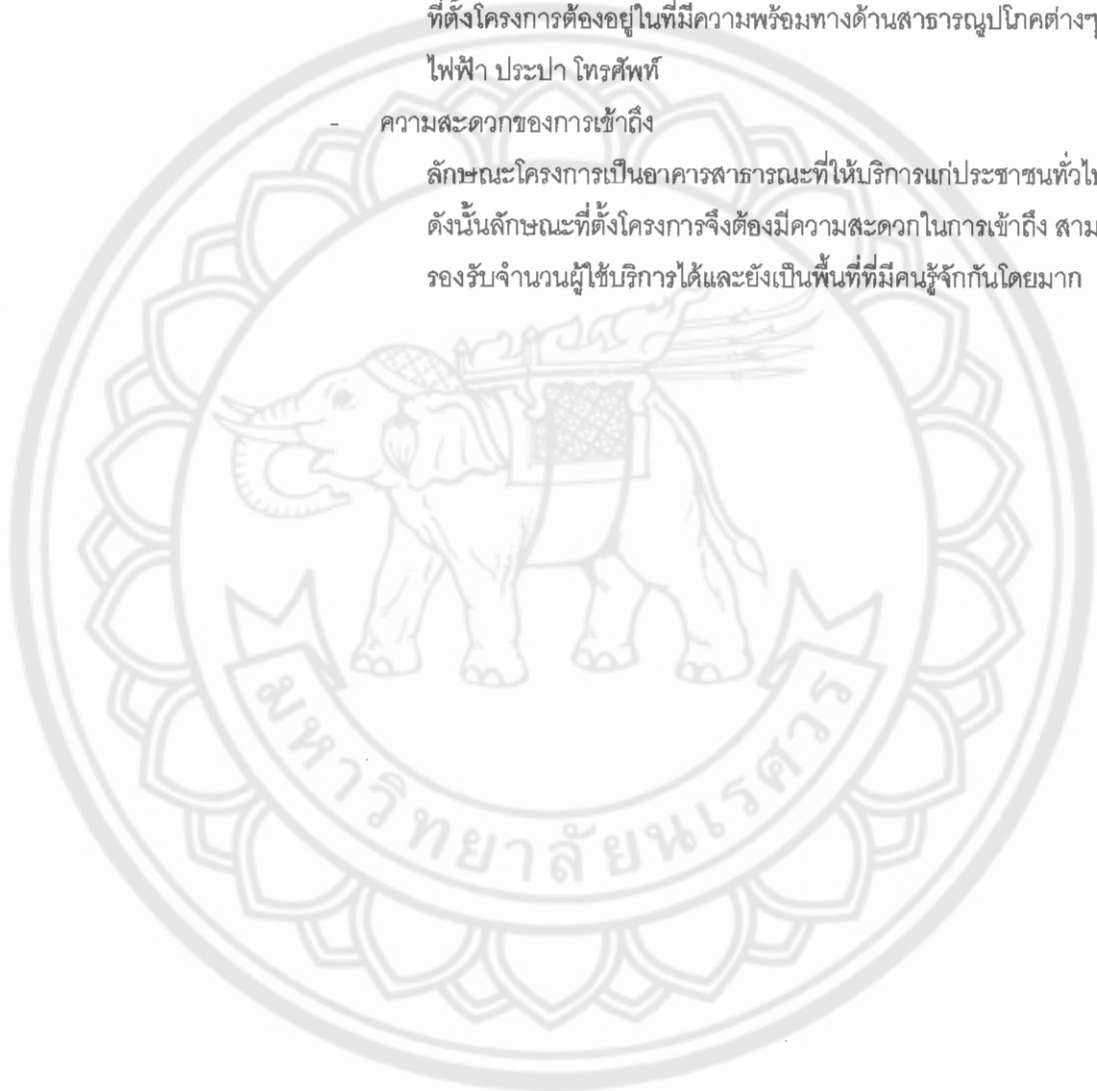 ที่ตั้งโครงการต้องอยู่ในที่มีความพร้อมทางด้านสาธารณูปโภคต่างๆ
ไฟฟ้า ประปา โทรศัพท์
- ความสะดวกของการเข้าถึง
ลักษณะโครงการเป็นอาคารสาธารณะที่ให้บริการแก่ประชาชนทั่วไป
ดังนั้นลักษณะที่ตั้งโครงการจึงต้องมีความสะดวกในการเข้าถึง สาม
รองรับจำนวนผู้ใช้บริการได้และยังเป็นพื้นที่ที่มีคนรู้จักกันโดยมาก
มหาวิทยาลัยนเรศวร